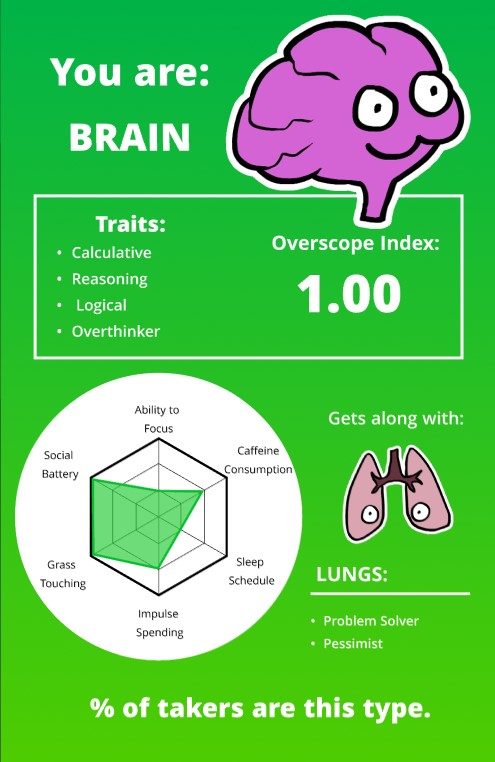 You are:
BRAIN
Traits:
• Calculative
• Reasoning
• Logical
• Overthinker
Overscope Index:
1.00
Ability to
Focus
Caffeine
Consumption
Sleep
Schedule
Impulse
Spending
Grass
Touching
Social
Battery
Gets along with:
LUNGS:
• Problem Solver
• Pessimist
% of takers are this type.